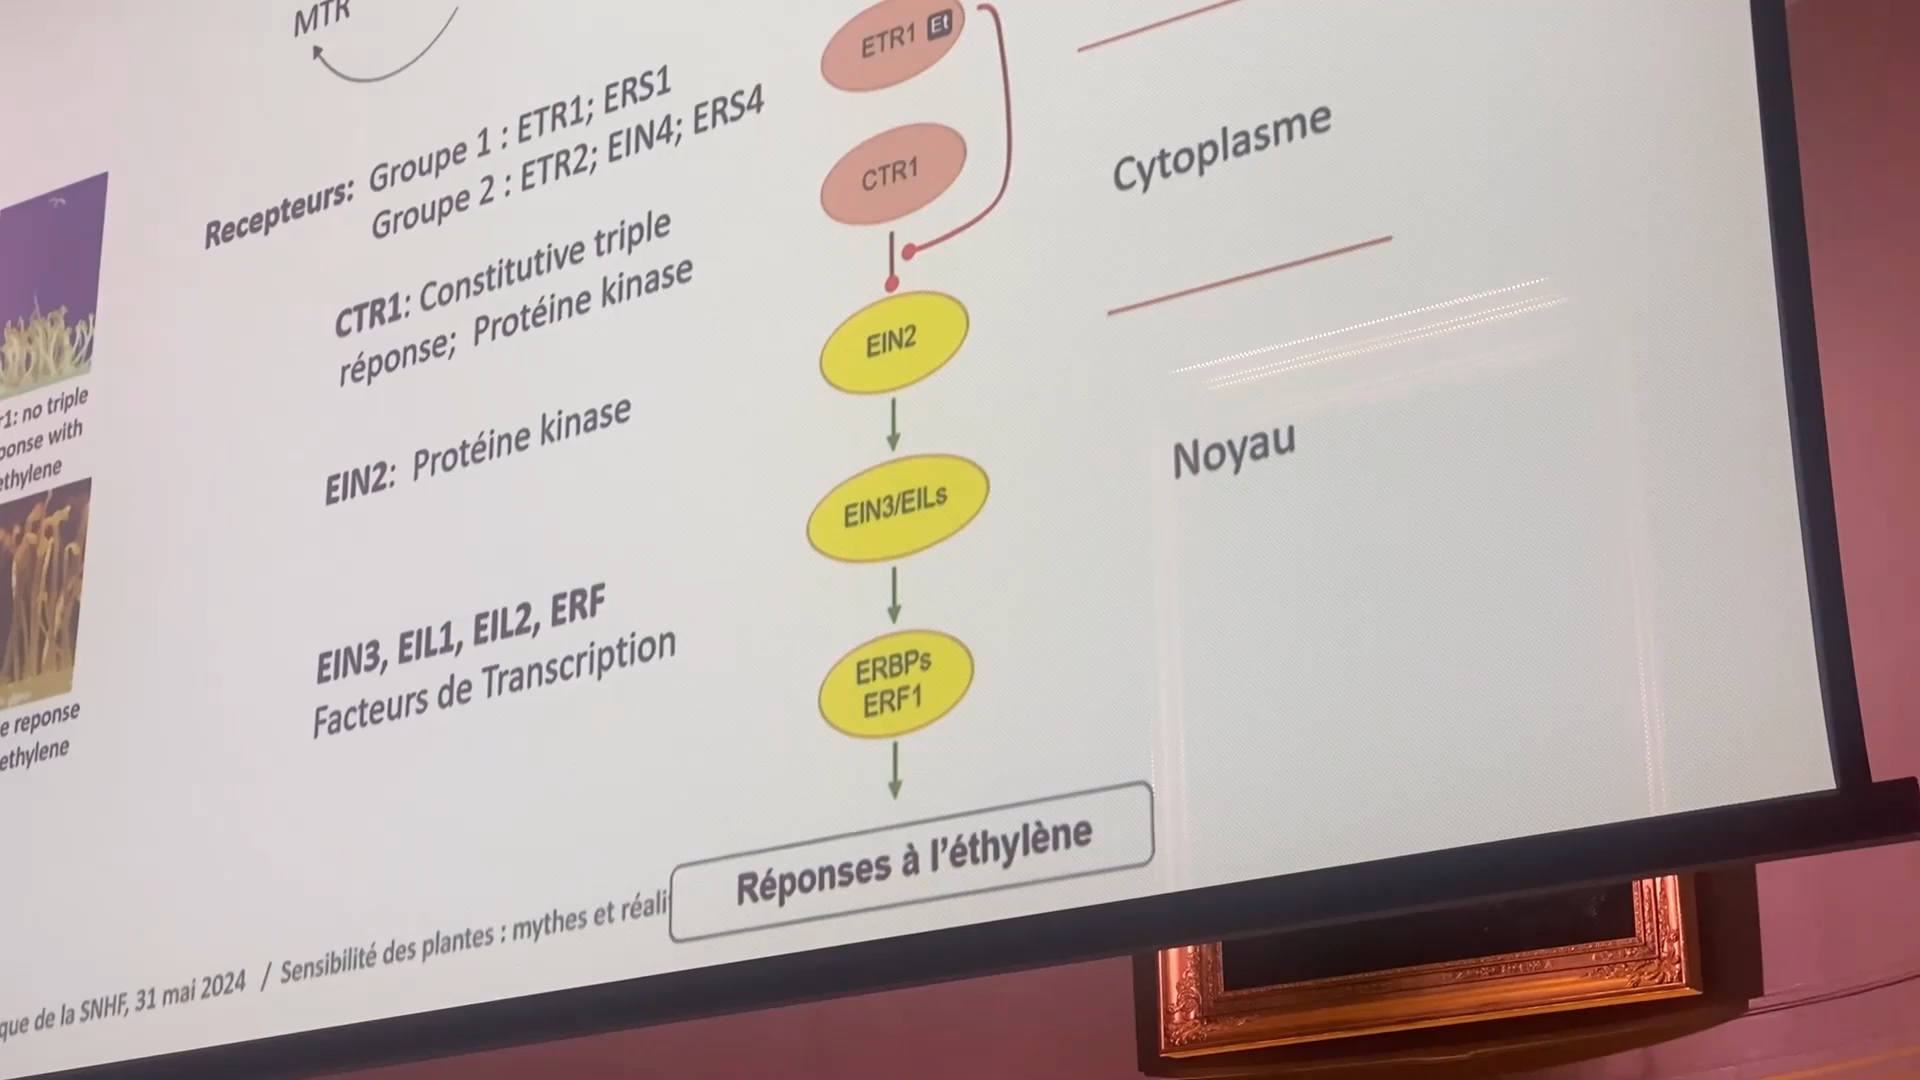 MTR
Recepteurs: Groupe 1 : ETR1; ERS1
Groupe 2 : ETR2; EIN4; ERS4
CTR1: Constitutive triple
réponse; Protéine kinase
EIN2: Protéine kinase
EIN3, EIL1, EIL2, ERF
Facteurs de Transcription
ETR1 Et
CTR1
EIN2
EIN3/EILs
ERBPs
ERF1
Réponses à l'éthylène
Cytoplasme
Noyau
r1: no triple
ponse with
ethylene
e reponse
ethylene
que de la SNHF, 31 mai 2024 / Sensibilité des plantes : mythes et réali